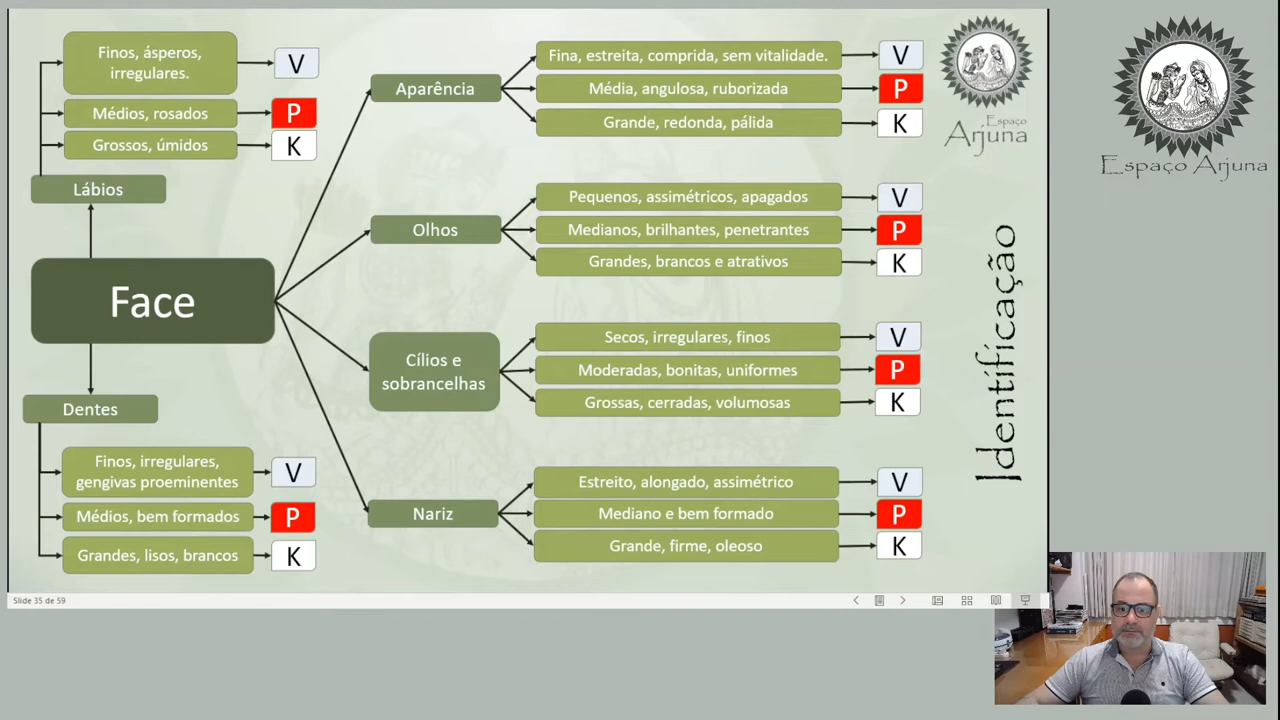 Finos, ásperos,
irregulares.
V
Médios, rosados
P
Grossos, úmidos
K
Lábios
Face
Dentes
Finos, irregulares,
gengivas proeminentes
V
Médios, bem formados
P
Grandes, lisos, brancos
K
Aparência
Fina, estreita, comprida, sem vitalidade.
V
Média, angulosa, ruborizada
P
Grande, redonda, pálida
K
Olhos
Pequenos, assimétricos, apagados
V
Medianos, brilhantes, penetrantes
P
Grandes, brancos e atrativos
K
Cílios e
sobrancelhas
Secos, irregulares, finos
V
Moderadas, bonitas, uniformes
P
Grossas, cerradas, volumosas
K
Nariz
Estreito, alongado, assimétrico
V
Mediano e bem formado
P
Grande, firme, oleoso
K
Espaço
Arjuna
Identificação
Espaço Arjuna
Slide 35 de 59